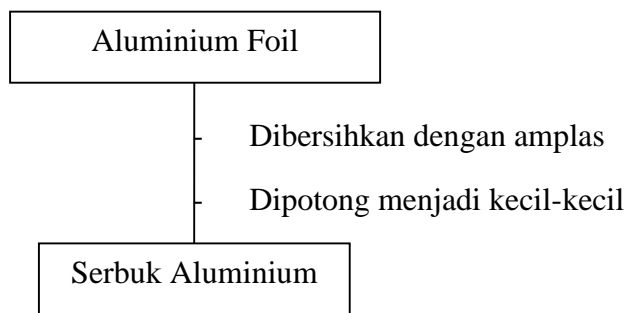 Aluminium Foil
Dibersihkan dengan amplas
Dipotong menjadi kecil-kecil
Serbuk Aluminium